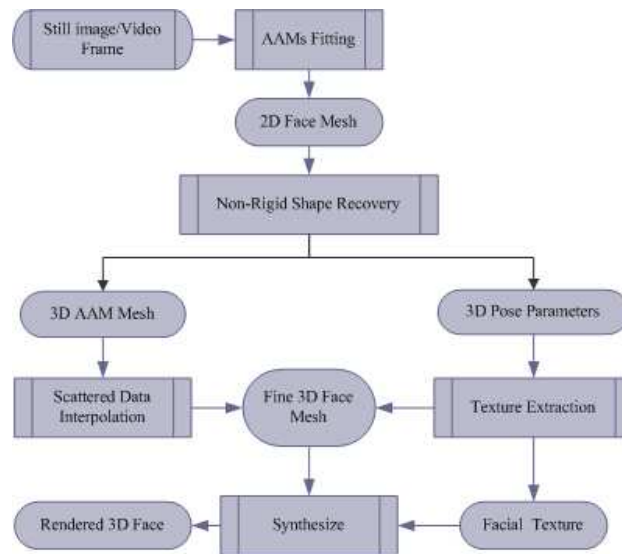 Still image/Video
Frame
AAMs Fitting
2D Face Mesh
Non-Rigid Shape Recovery
3D AAM Mesh
3D Pose Parameters
Scattered Data
Interpolation
Fine 3D Face
Mesh
Texture Extraction
Rendered 3D Face
Synthesize
Facial Texture